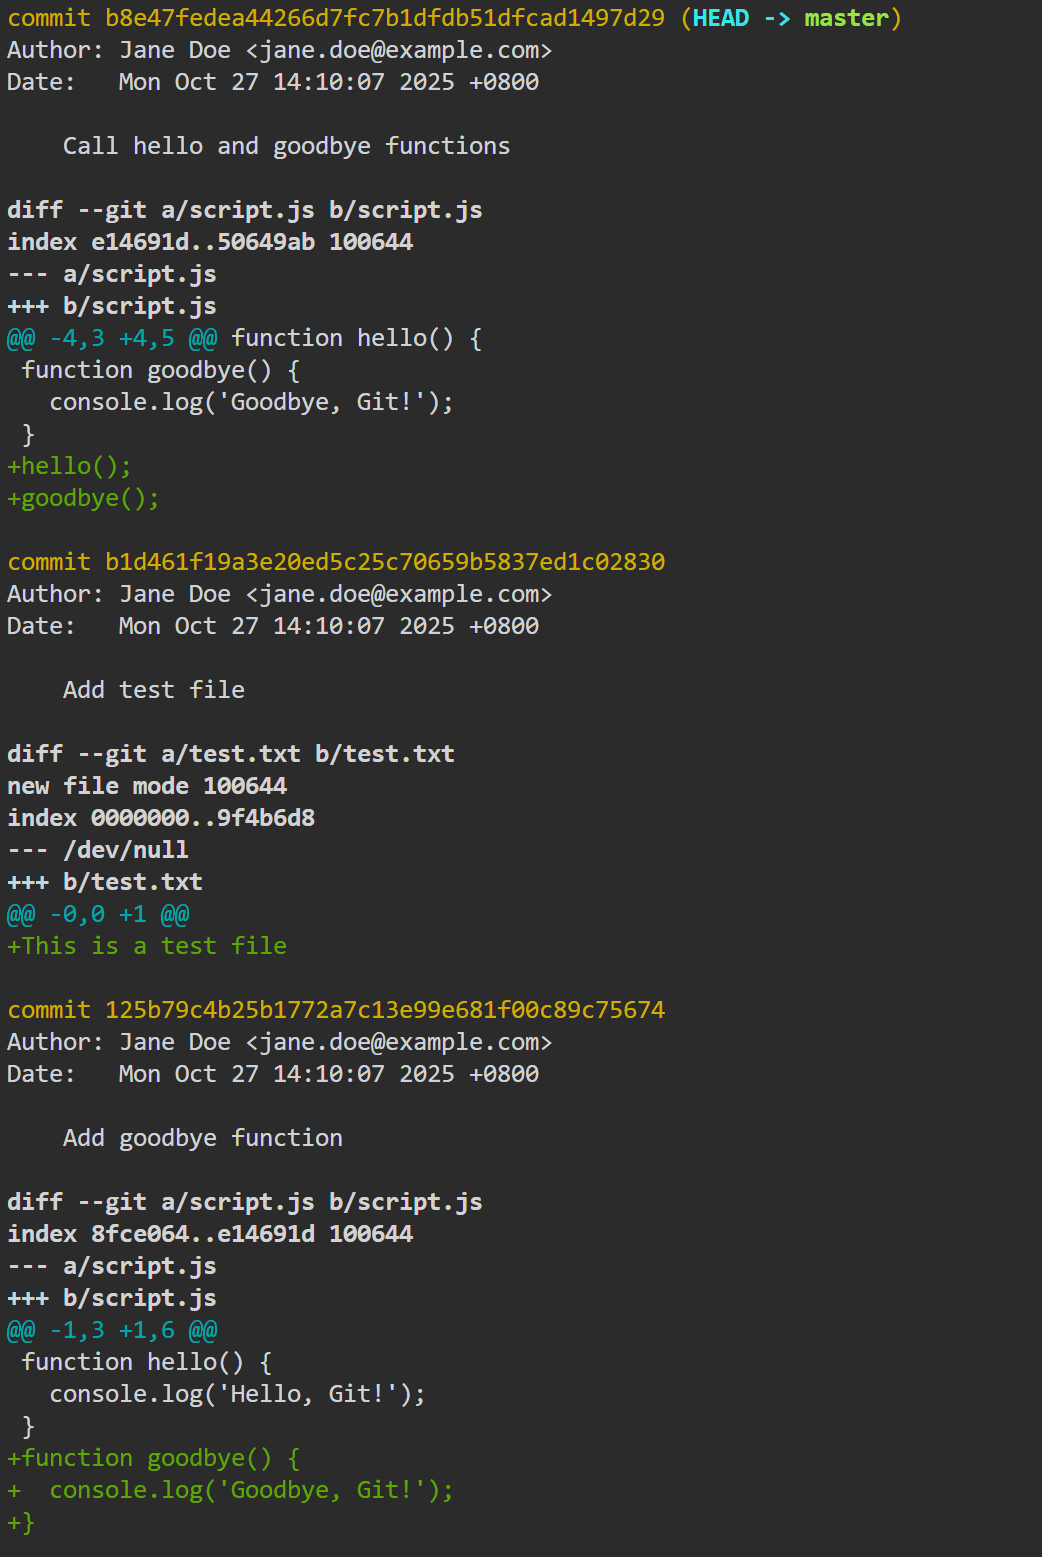 commit b8e47fedea44266d7fc7b1dfdb51dfcad1497d29 (HEAD -> master)
Author: Jane Doe <jane.doe@example.com>
Date:   Mon Oct 27 14:10:07 2025 +0800

    Call hello and goodbye functions

diff --git a/script.js b/script.js
index e14691d..50649ab 100644
--- a/script.js
+++ b/script.js
@@ -4,3 +4,5 @@ function hello() {
 function goodbye() {
   console.log('Goodbye, Git!');
 }
+hello();
+goodbye();

commit b1d461f19a3e20ed5c25c70659b5837ed1c02830
Author: Jane Doe <jane.doe@example.com>
Date:   Mon Oct 27 14:10:07 2025 +0800

    Add test file

diff --git a/test.txt b/test.txt
new file mode 100644
index 0000000..9f4b6d8
--- /dev/null
+++ b/test.txt
@@ -0,0 +1 @@
+This is a test file

commit 125b79c4b25b1772a7c13e99e681f00c89c75674
Author: Jane Doe <jane.doe@example.com>
Date:   Mon Oct 27 14:10:07 2025 +0800

    Add goodbye function

diff --git a/script.js b/script.js
index 8fce064..e14691d 100644
--- a/script.js
+++ b/script.js
@@ -1,3 +1,6 @@
 function hello() {
   console.log('Hello, Git!');
 }
+function goodbye() {
+  console.log('Goodbye, Git!');
+}